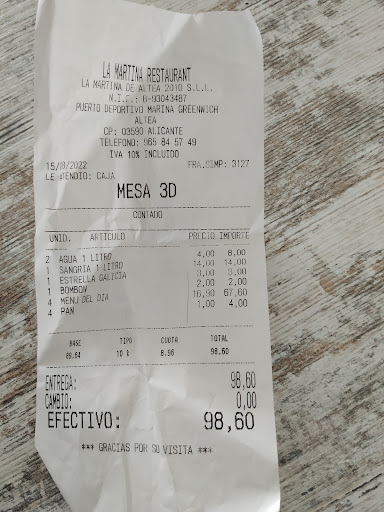 LA MARTINA RESTAURANT
LA MARTINA DE ALTEA 2010 S.L.L.
N.I.F.: B-93043487
PUERTO DEPORTIVO MARINA GREENWICH
ALTEA
CP: 03590 ALICANTE
TELEFONO: 965 84 57 49
IVA 10% INCLUIDO
FRA.SIMP: 3127
LE ATENDIO: CAJA
MESA 3D
CONTADO
UNID. ARTICULO PRECIO IMPORTE
2 AGUA 1 LITRO 4,00 8,00
1 SANGRIA 1 LITRO 14,00 14,00
1 ESTRELLA GALICIA 3,00 3,00
1 BOMBON 2,00 2,00
4 MENU DEL DIA 16,90 67,60
4 PAN 1,00 4,00
BASE TIPO CUOTA TOTAL
89.64 10 % 8.96 98.60
ENTREGA: 98,60
CAMBIO: 0,00
EFECTIVO: 98,60
*** GRACIAS POR SU VISITA ***